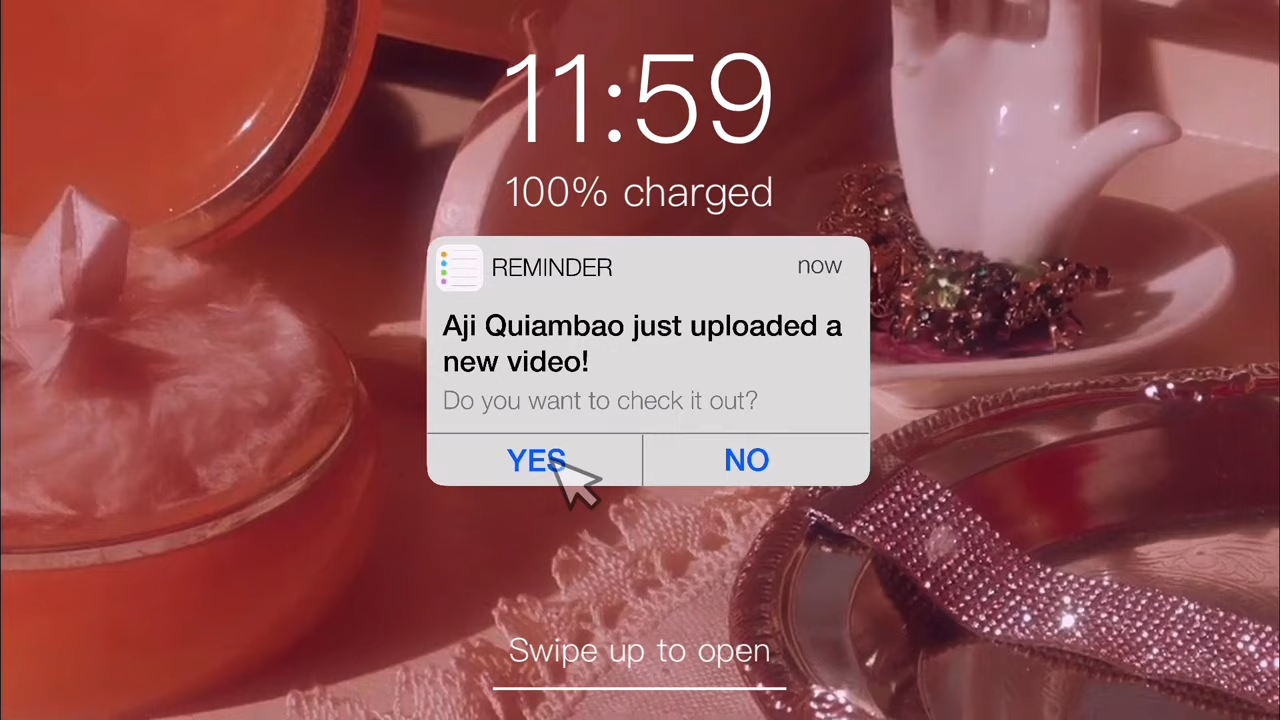 11:59
100% charged
REMINDER now
Aji Quiambao just uploaded a
new video!
Do you want to check it out?
YES NO
Swipe up to open